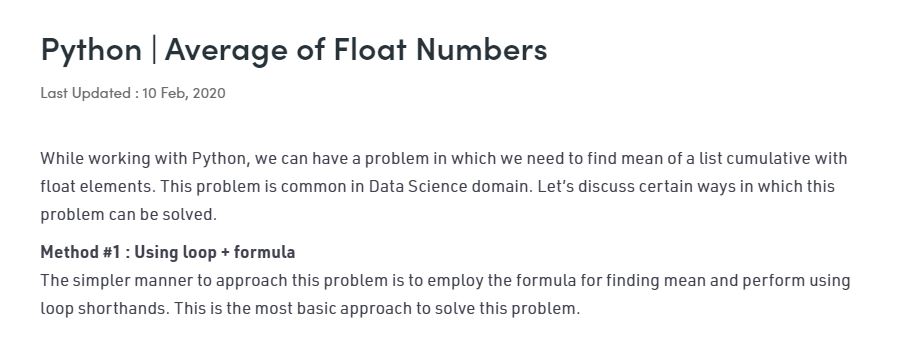 Python | Average of Float Numbers
Last Updated : 10 Feb, 2020
While working with Python, we can have a problem in which we need to find mean of a list cumulative with
float elements. This problem is common in Data Science domain. Let’s discuss certain ways in which this
problem can be solved.
Method #1 : Using loop + formula
The simpler manner to approach this problem is to employ the formula for finding mean and perform using
loop shorthands. This is the most basic approach to solve this problem.